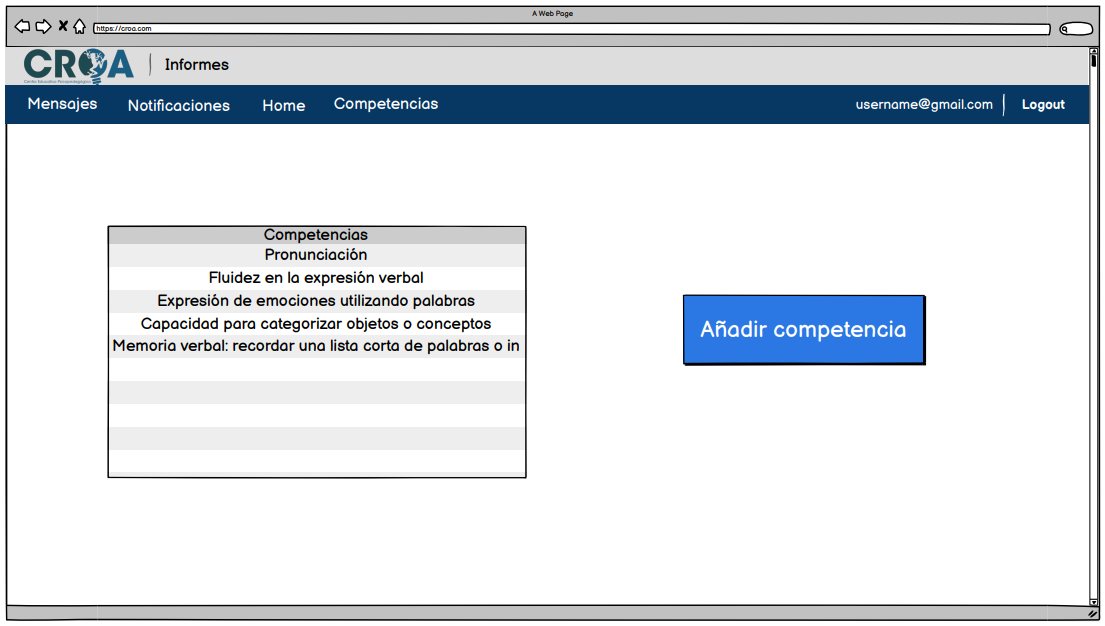 A Web Page
https://croa.com
CROA
Centro Educativo Psicopedagógico
Informes
Mensajes
Notificaciones
Home
Competencias
username@gmail.com
Logout
Competencias
Pronunciación
Fluidez en la expresión verbal
Expresión de emociones utilizando palabras
Capacidad para categorizar objetos o conceptos
Memoria verbal: recordar una lista corta de palabras o in
Añadir competencia